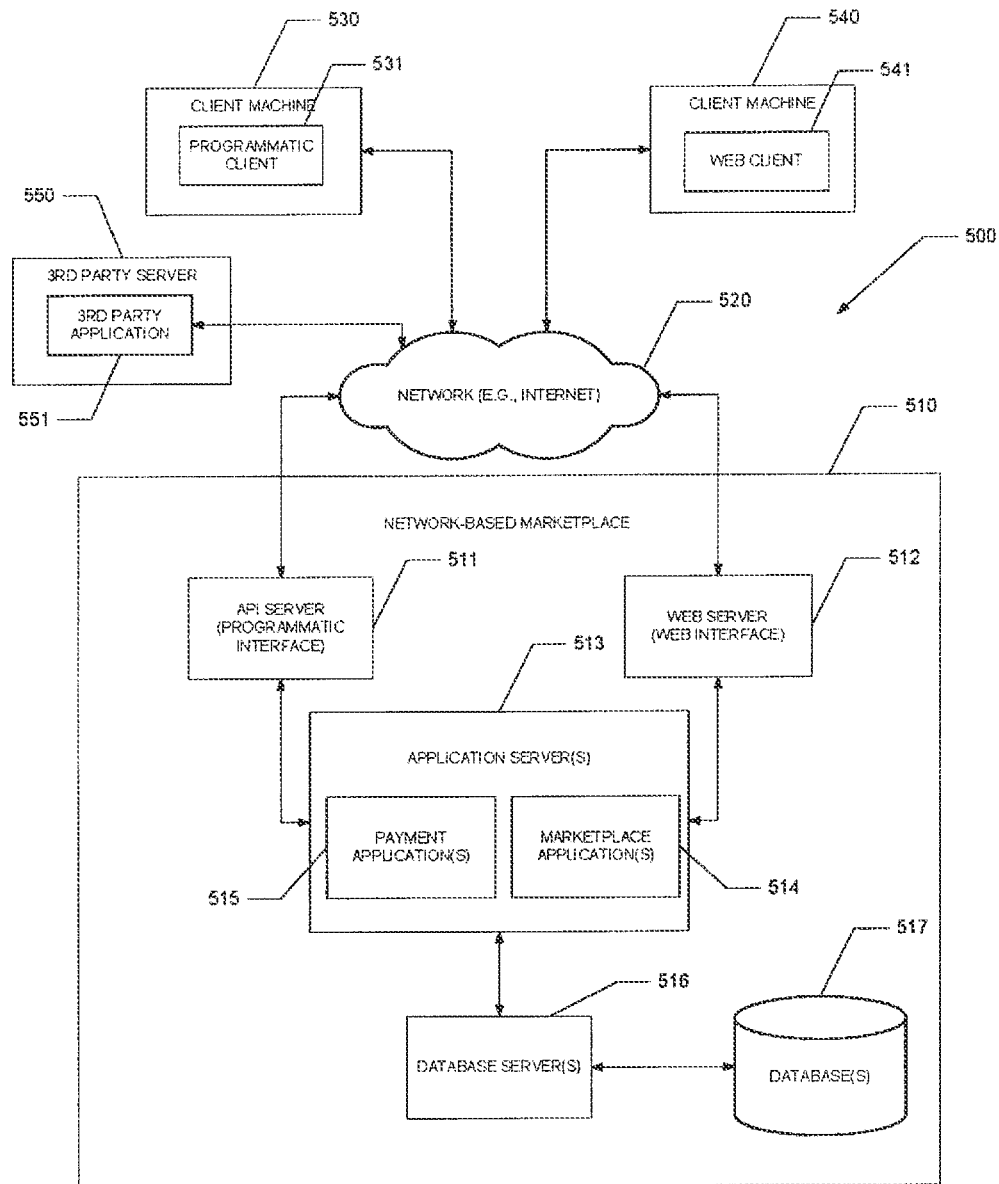 530
540
531
541
CLIENT MACHINE
PROGRAMMATIC
CLIENT
CLIENT MACHINE
WEB CLIENT
550
500
3RD PARTY SERVER
3RD PARTY
APPLICATION
551
520
NETWORK (E.G., INTERNET)
510
NETWORK-BASED MARKETPLACE
511
512
API SERVER
(PROGRAMMATIC
INTERFACE)
WEB SERVER
(WEB INTERFACE)
513
APPLICATION SERVER(S)
PAYMENT
APPLICATION(S)
MARKETPLACE
APPLICATION(S)
515
514
517
516
DATABASE SERVER(S)
DATABASE(S)